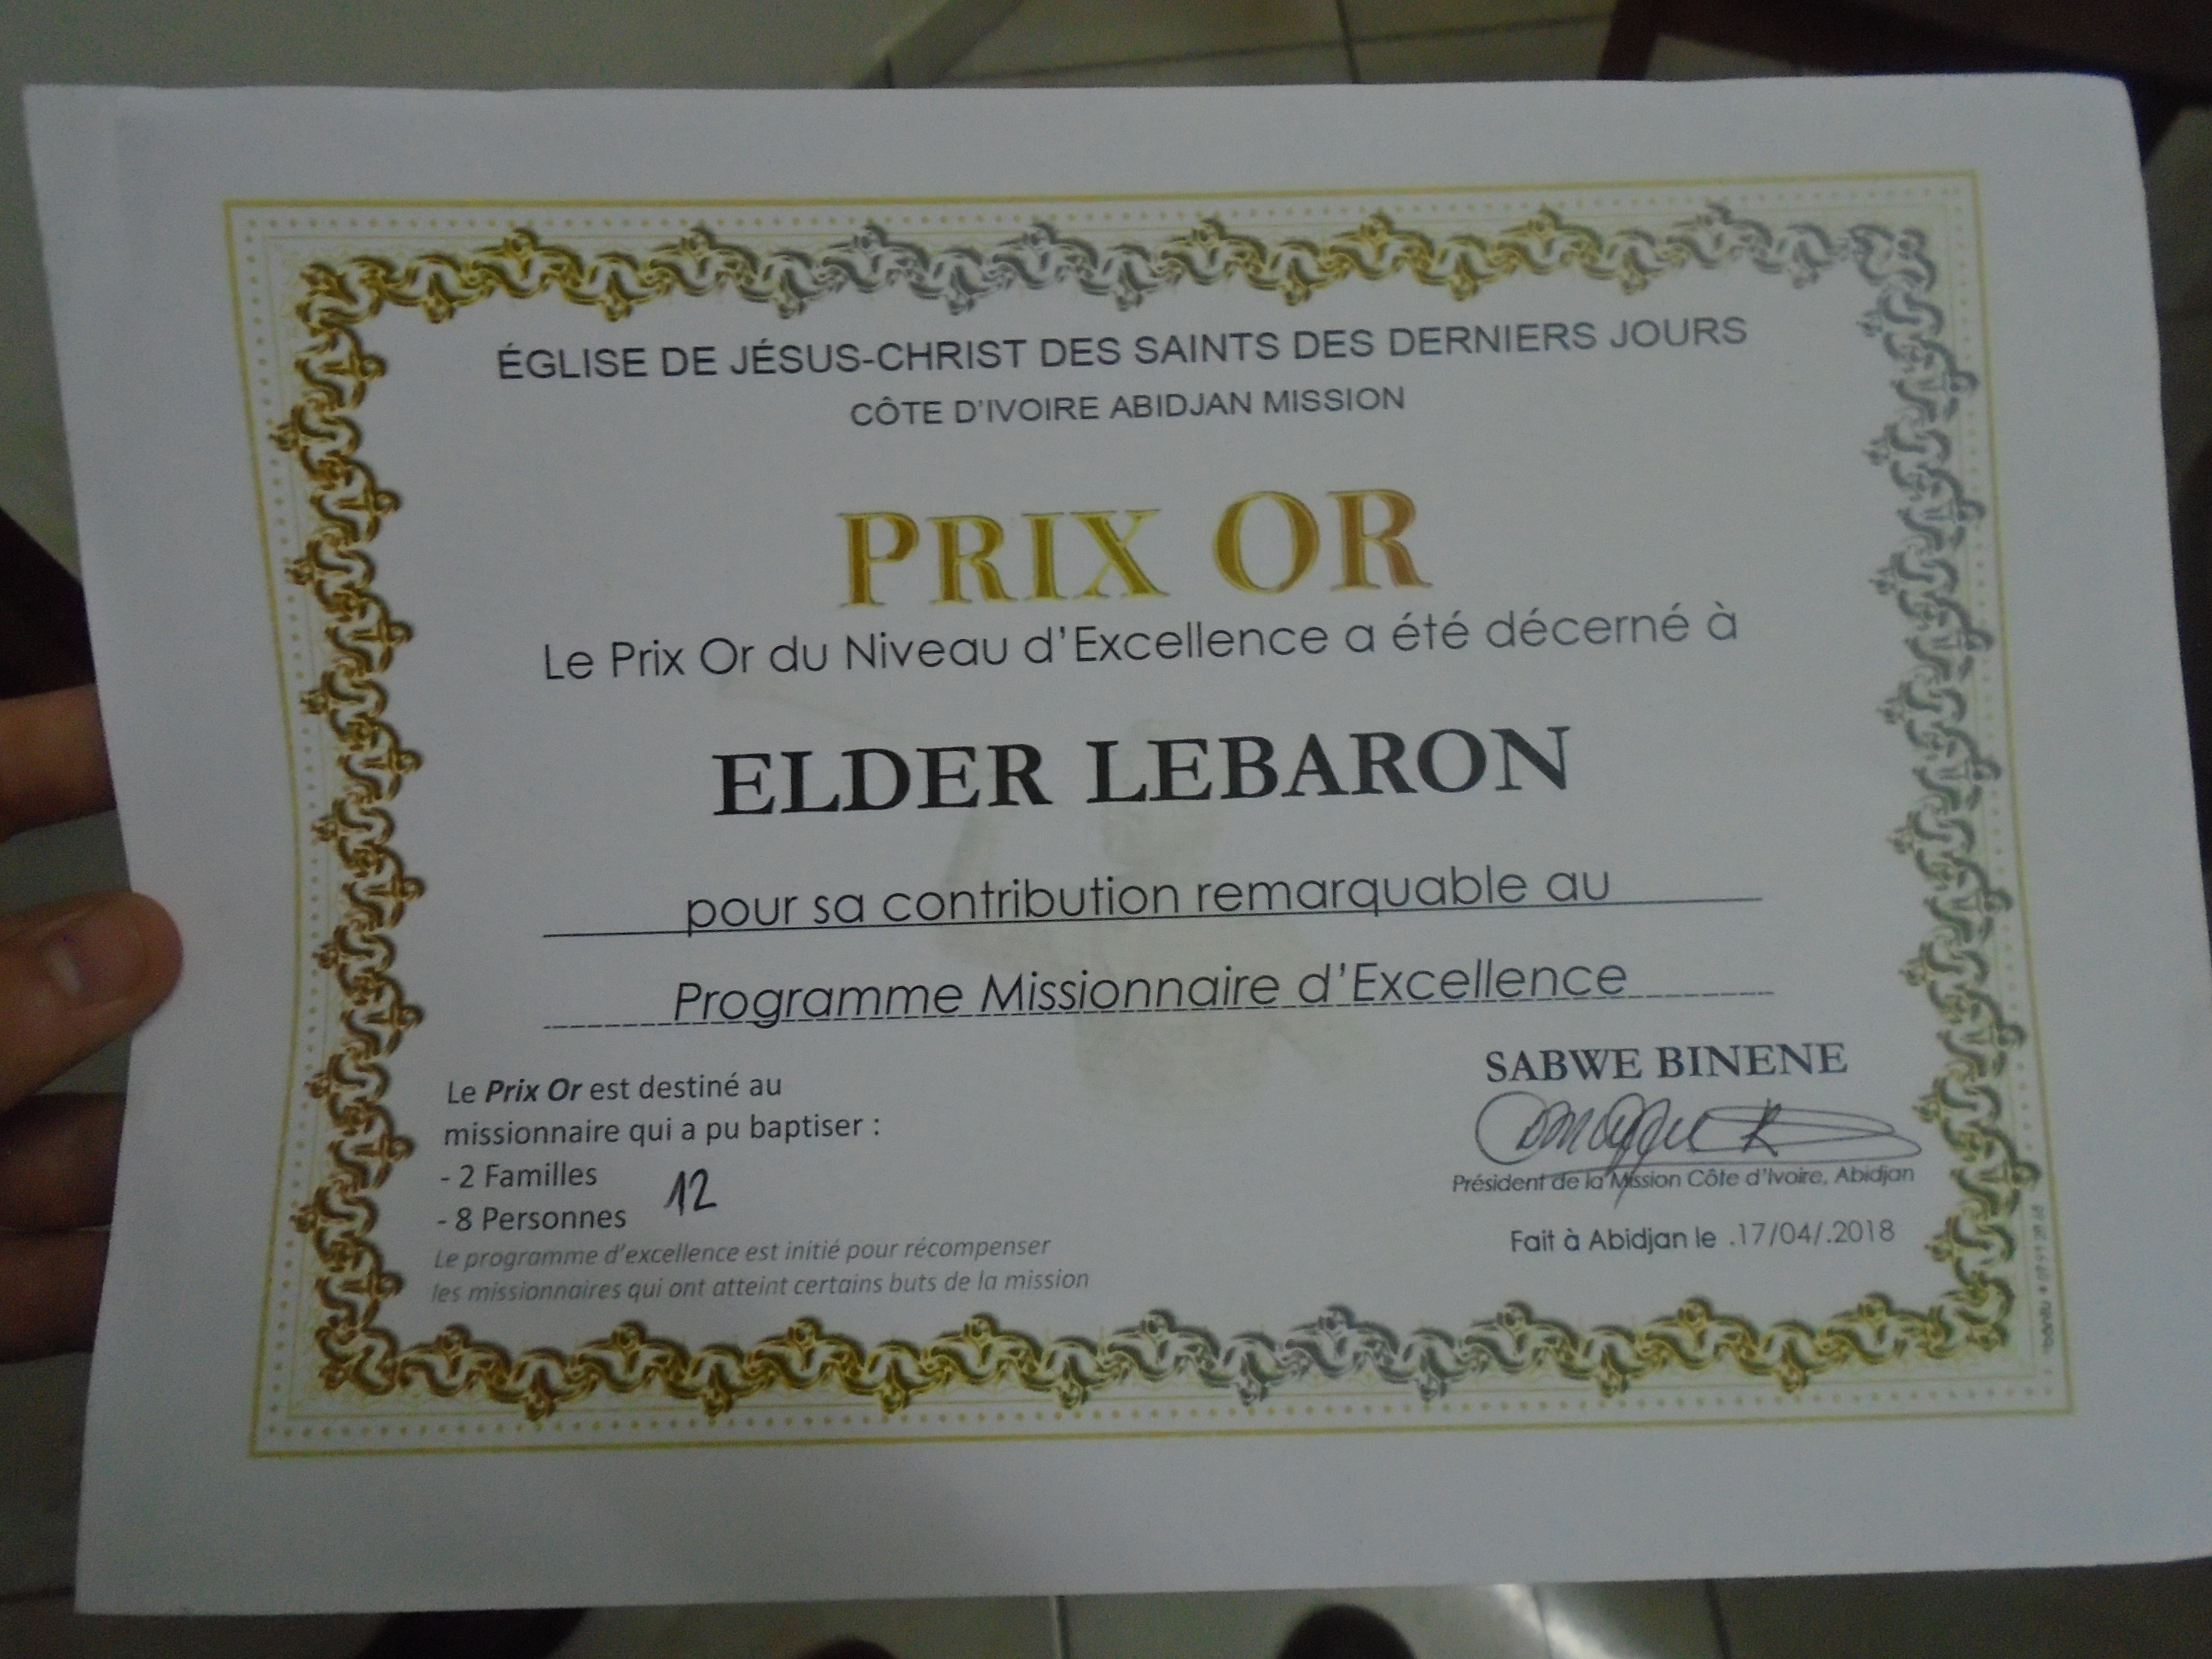 ÉGLISE DE JÉSUS-CHRIST DES SAINTS DES DERNIERS JOURS
CÔTE D'IVOIRE ABIDJAN MISSION
PRIX OR
Le Prix Or du Niveau d'Excellence a été décerné à
ELDER LEBARON
pour sa contribution remarquable au
Programme Missionnaire d'Excellence
Le Prix Or est destiné au
missionnaire qui a pu baptiser :
- 2 Familles
- 8 Personnes 12
Le programme d'excellence est initié pour récompenser
les missionnaires qui ont atteint certains buts de la mission
SABWE BINENE
Président de la Mission Côte d'Ivoire, Abidjan
Fait à Abidjan le .17/04/.2018